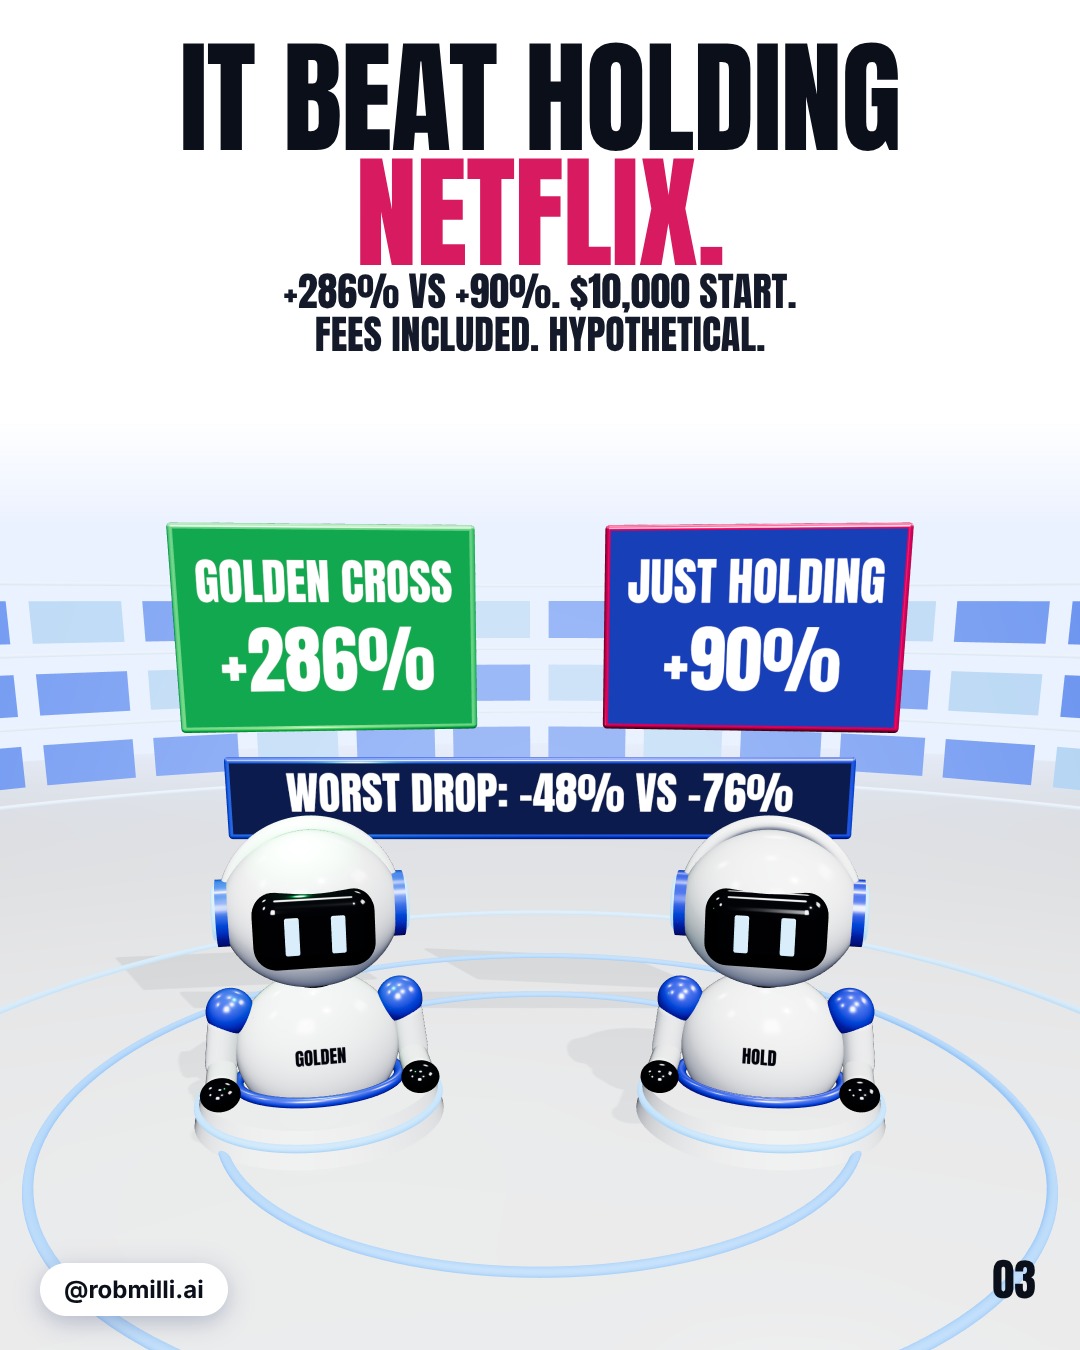 IT BEAT HOLDING
NETFLIX.
+286% VS +90%. $10,000 START.
FEES INCLUDED. HYPOTHETICAL.
GOLDEN CROSS
+286%
JUST HOLDING
+90%
WORST DROP: -48% VS -76%
GOLDEN
HOLD
@robmilli.ai
03